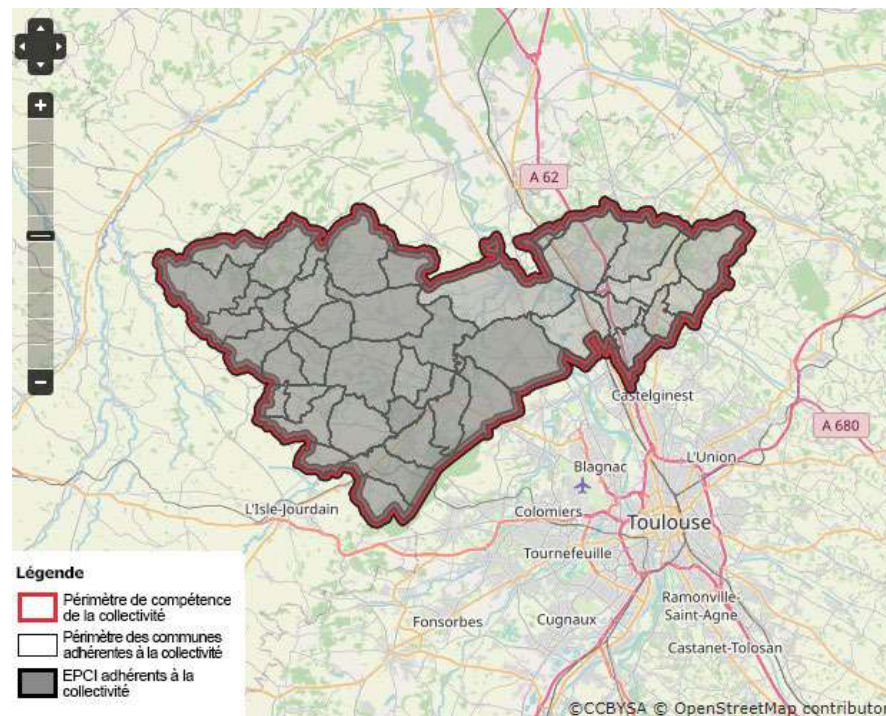 A 62
Castelginest
A 680
L'Union
Blagnac
L'Isle-Jourdain
Colomiers
Toulouse
Tournefeuille
Ramonville-
Saint-Agne
Fonsorbes
Cugnaux
Castanet-Tolosan
Légende
Périmètre de compétence
de la collectivité
Périmètre des communes
adhérentes à la collectivité
EPCI adhérents à la
collectivité
©CCBYSA © OpenStreetMap contributor